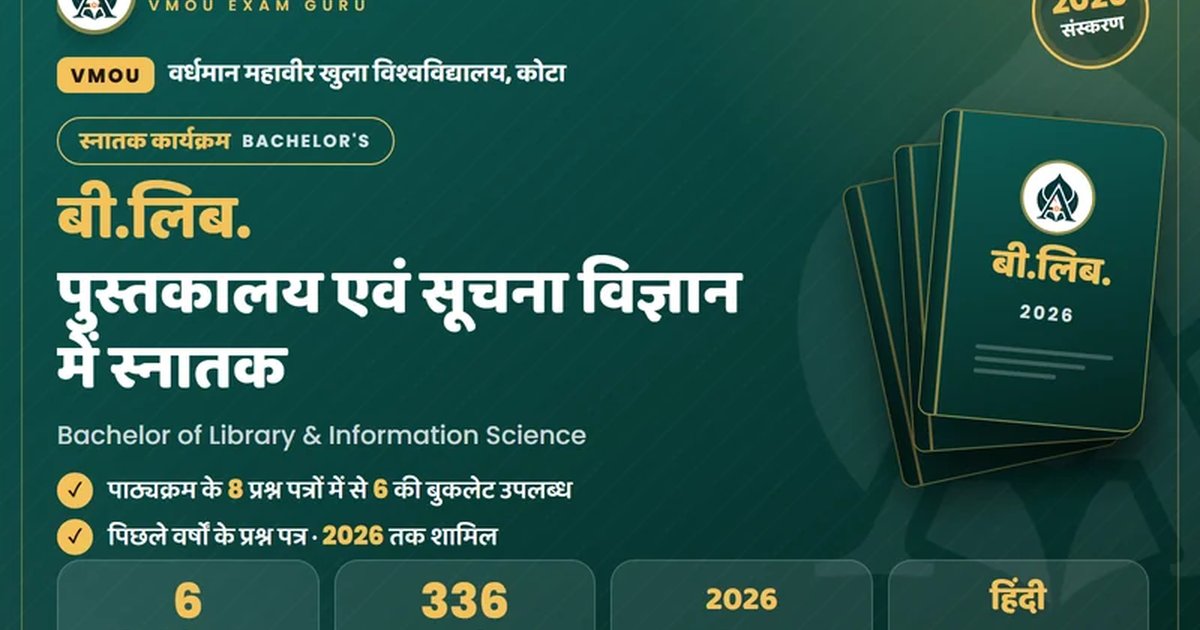 VMOU EXAM GURU
2026
संस्करण
VMOU वर्धमान महावीर खुला विश्वविद्यालय, कोटा
स्नातक कार्यक्रम BACHELOR'S
बी.लिब.
पुस्तकालय एवं सूचना विज्ञान
में स्नातक
Bachelor of Library & Information Science
पाठ्यक्रम के 8 प्रश्न पत्रों में से 6 की बुकलेट उपलब्ध
पिछले वर्षों के प्रश्न पत्र · 2026 तक शामिल
बी.लिब.
2026
6
336
2026
हिंदी